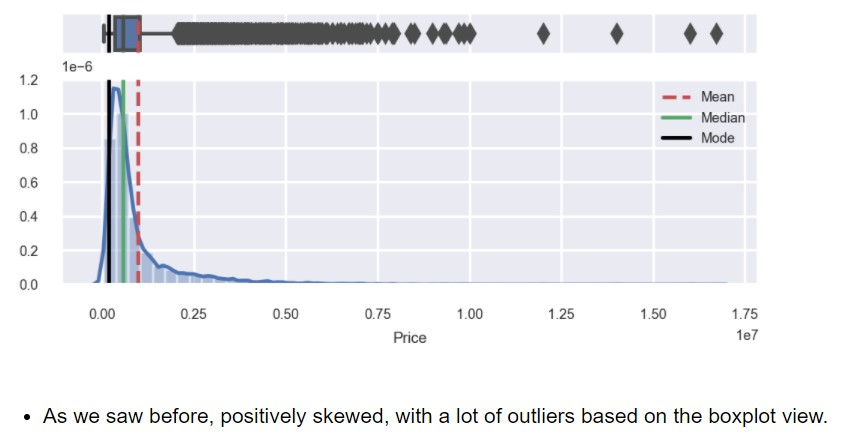 1e−6
1.2
1.0
0.8
0.6
0.4
0.2
0.0
Mean
Median
Mode
0.00 0.25 0.50 0.75 1.00 1.25 1.50 1.75
Price
1e7
• As we saw before, positively skewed, with a lot of outliers based on the boxplot view.